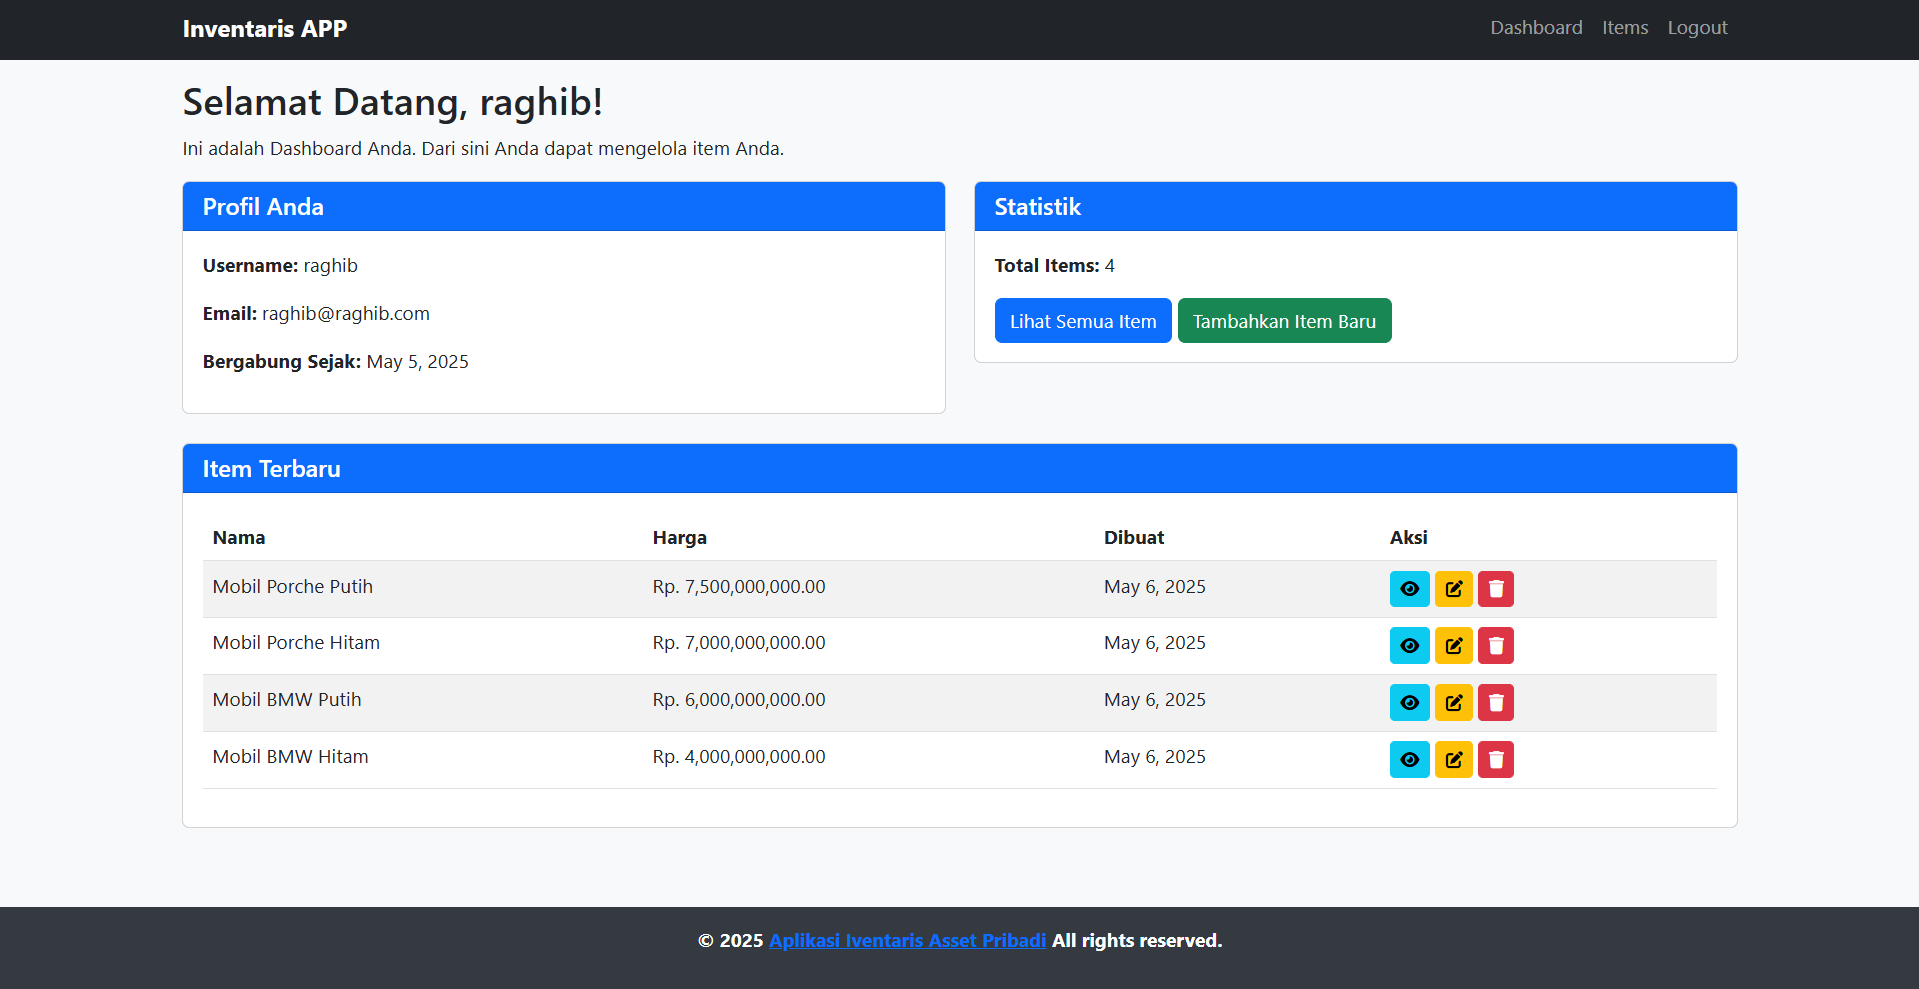 Inventaris APP
Dashboard Items Logout
Selamat Datang, raghib!
Ini adalah Dashboard Anda. Dari sini Anda dapat mengelola item Anda.
Profil Anda
Username: raghib
Email: raghib@raghib.com
Bergabung Sejak: May 5, 2025
Statistik
Total Items: 4
Lihat Semua Item Tambahkan Item Baru
Item Terbaru
Nama Harga Dibuat Aksi
Mobil Porche Putih Rp. 7,500,000,000.00 May 6, 2025
Mobil Porche Hitam Rp. 7,000,000,000.00 May 6, 2025
Mobil BMW Putih Rp. 6,000,000,000.00 May 6, 2025
Mobil BMW Hitam Rp. 4,000,000,000.00 May 6, 2025
© 2025 Aplikasi Iventaris Asset Pribadi All rights reserved.